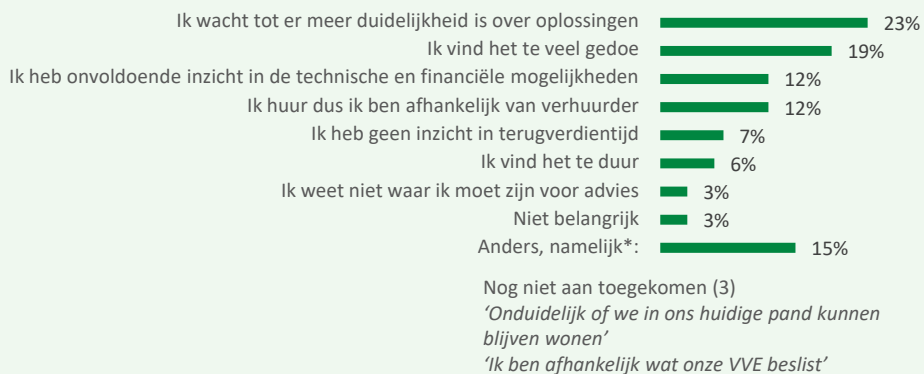 Ik wacht tot er meer duidelijkheid is over oplossingen 23%
Ik vind het te veel gedoe 19%
Ik heb onvoldoende inzicht in de technische en financiële mogelijkheden 12%
Ik huur dus ik ben afhankelijk van verhuurder 12%
Ik heb geen inzicht in terugverdientijd 7%
Ik vind het te duur 6%
Ik weet niet waar ik moet zijn voor advies 3%
Niet belangrijk 3%
Anders, namelijk*: 15%
Nog niet aan toegekomen (3)
‘Onduidelijk of we in ons huidige pand kunnen
blijven wonen’
‘Ik ben afhankelijk wat onze VVE beslist’